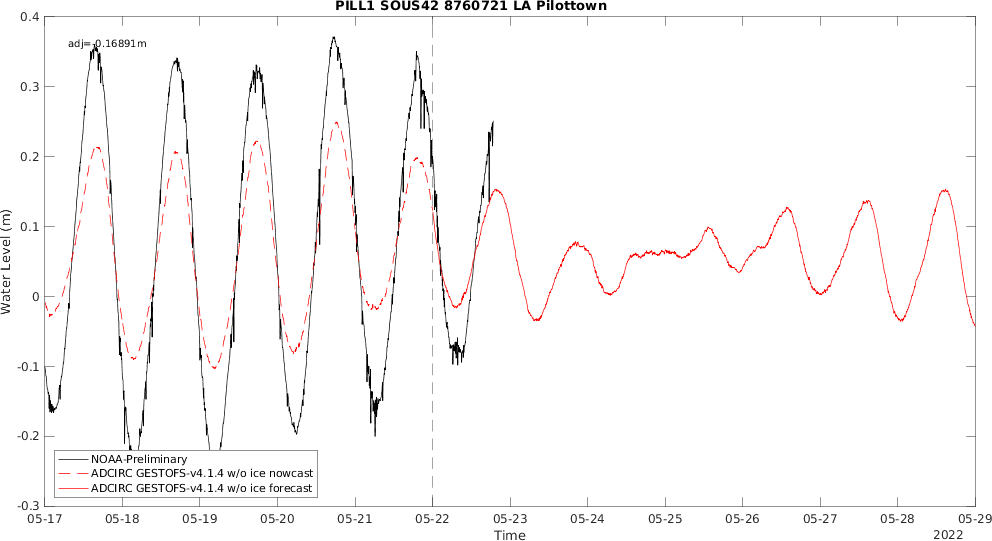 PILL1 SOUS42 8760721 LA Pilottown
adj=-0.16891m
Water Level (m)
0.4
0.3
0.2
0.1
0
-0.1
-0.2
-0.3
NOAA-Preliminary
ADCIRC GESTOFS-v4.1.4 w/o ice nowcast
ADCIRC GESTOFS-v4.1.4 w/o ice forecast
05-17 05-18 05-19 05-20 05-21 05-22 05-23 05-24 05-25 05-26 05-27 05-28 05-29
Time
2022